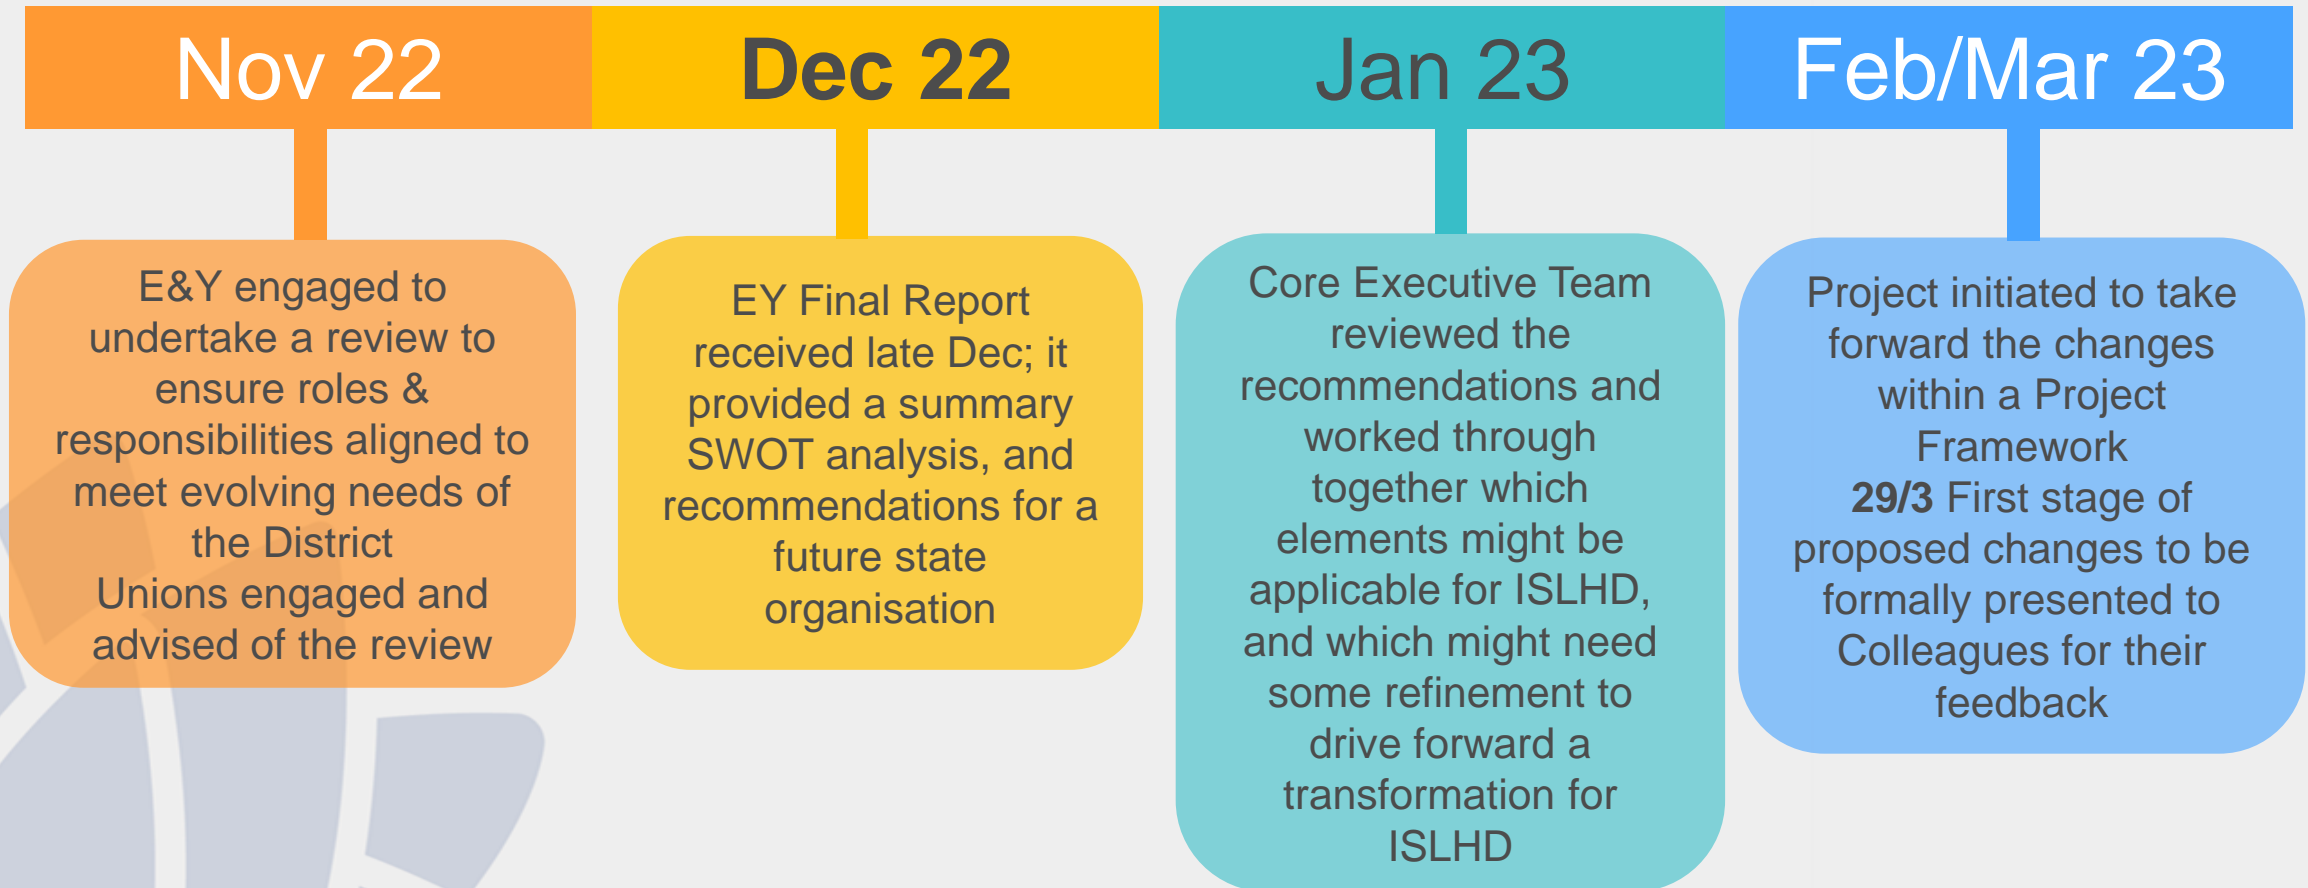 Nov 22
Dec 22
Jan 23
Feb/Mar 23
E&Y engaged to
undertake a review to
ensure roles &
responsibilities aligned to
meet evolving needs of
the District
Unions engaged and
advised of the review
EY Final Report
received late Dec; it
provided a summary
SWOT analysis, and
recommendations for a
future state
organisation
Core Executive Team
reviewed the
recommendations and
worked through
together which
elements might be
applicable for ISLHD,
and which might need
some refinement to
drive forward a
transformation for
ISLHD
Project initiated to take
forward the changes
within a Project
Framework
29/3 First stage of
proposed changes to be
formally presented to
Colleagues for their
feedback